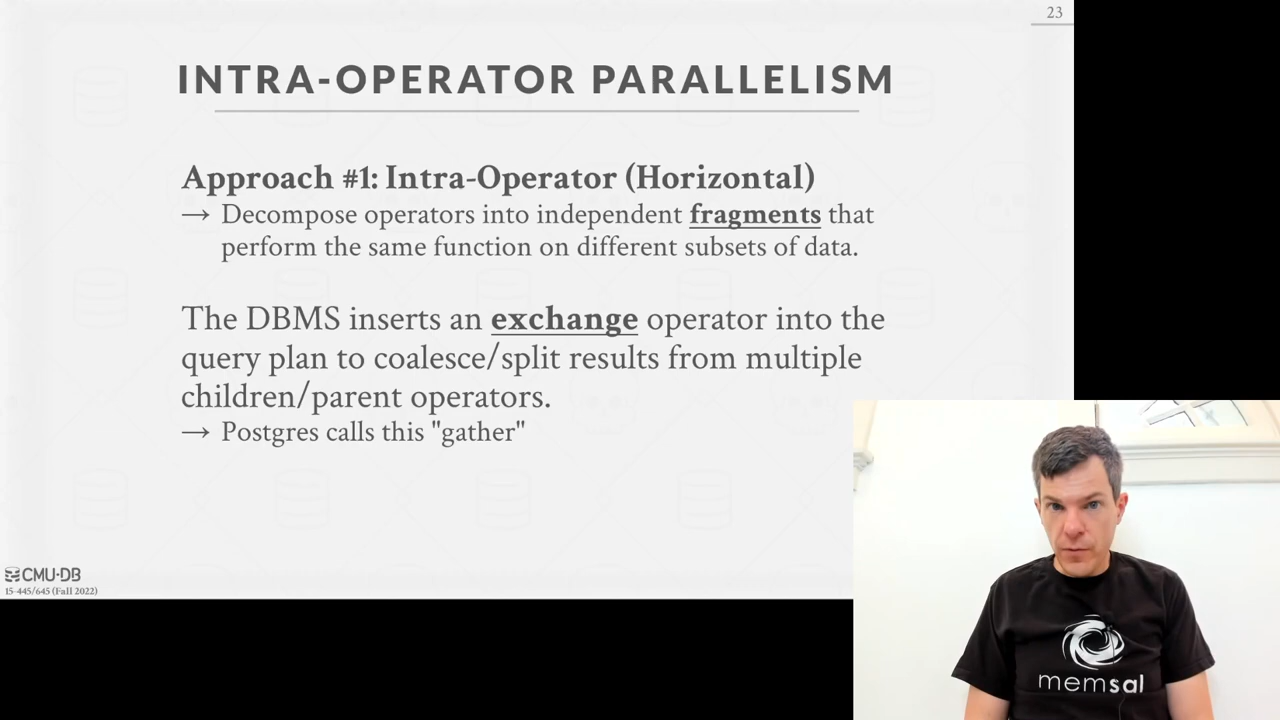 23
INTRA-OPERATOR PARALLELISM
Approach #1: Intra-Operator (Horizontal)
→ Decompose operators into independent fragments that
perform the same function on different subsets of data.
The DBMS inserts an exchange operator into the
query plan to coalesce/split results from multiple
children/parent operators.
→ Postgres calls this "gather"
CMU·DB
15-445/645 (Fall 2022)
memsql